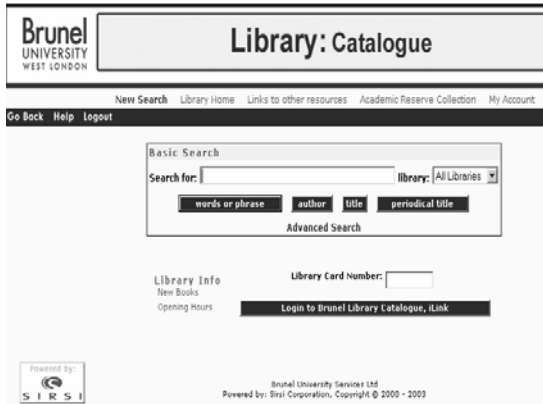 Brunel
UNIVERSITY
WEST LONDON
Library: Catalogue
New Search Library Home Links to other resources Academic Reserve Collection My Account
Go Back Help Logout
Basic Search
Search for: library: All Libraries
words or phrase author title periodical title
Advanced Search
Library Info
New Books
Opening Hours
Library Card Number:
Login to Brunel Library Catalogue, iLink
Powered by:
SIRSI
Brunel University Services Ltd
Powered by: Sirsi Corporation, Copyright © 2000 - 2003